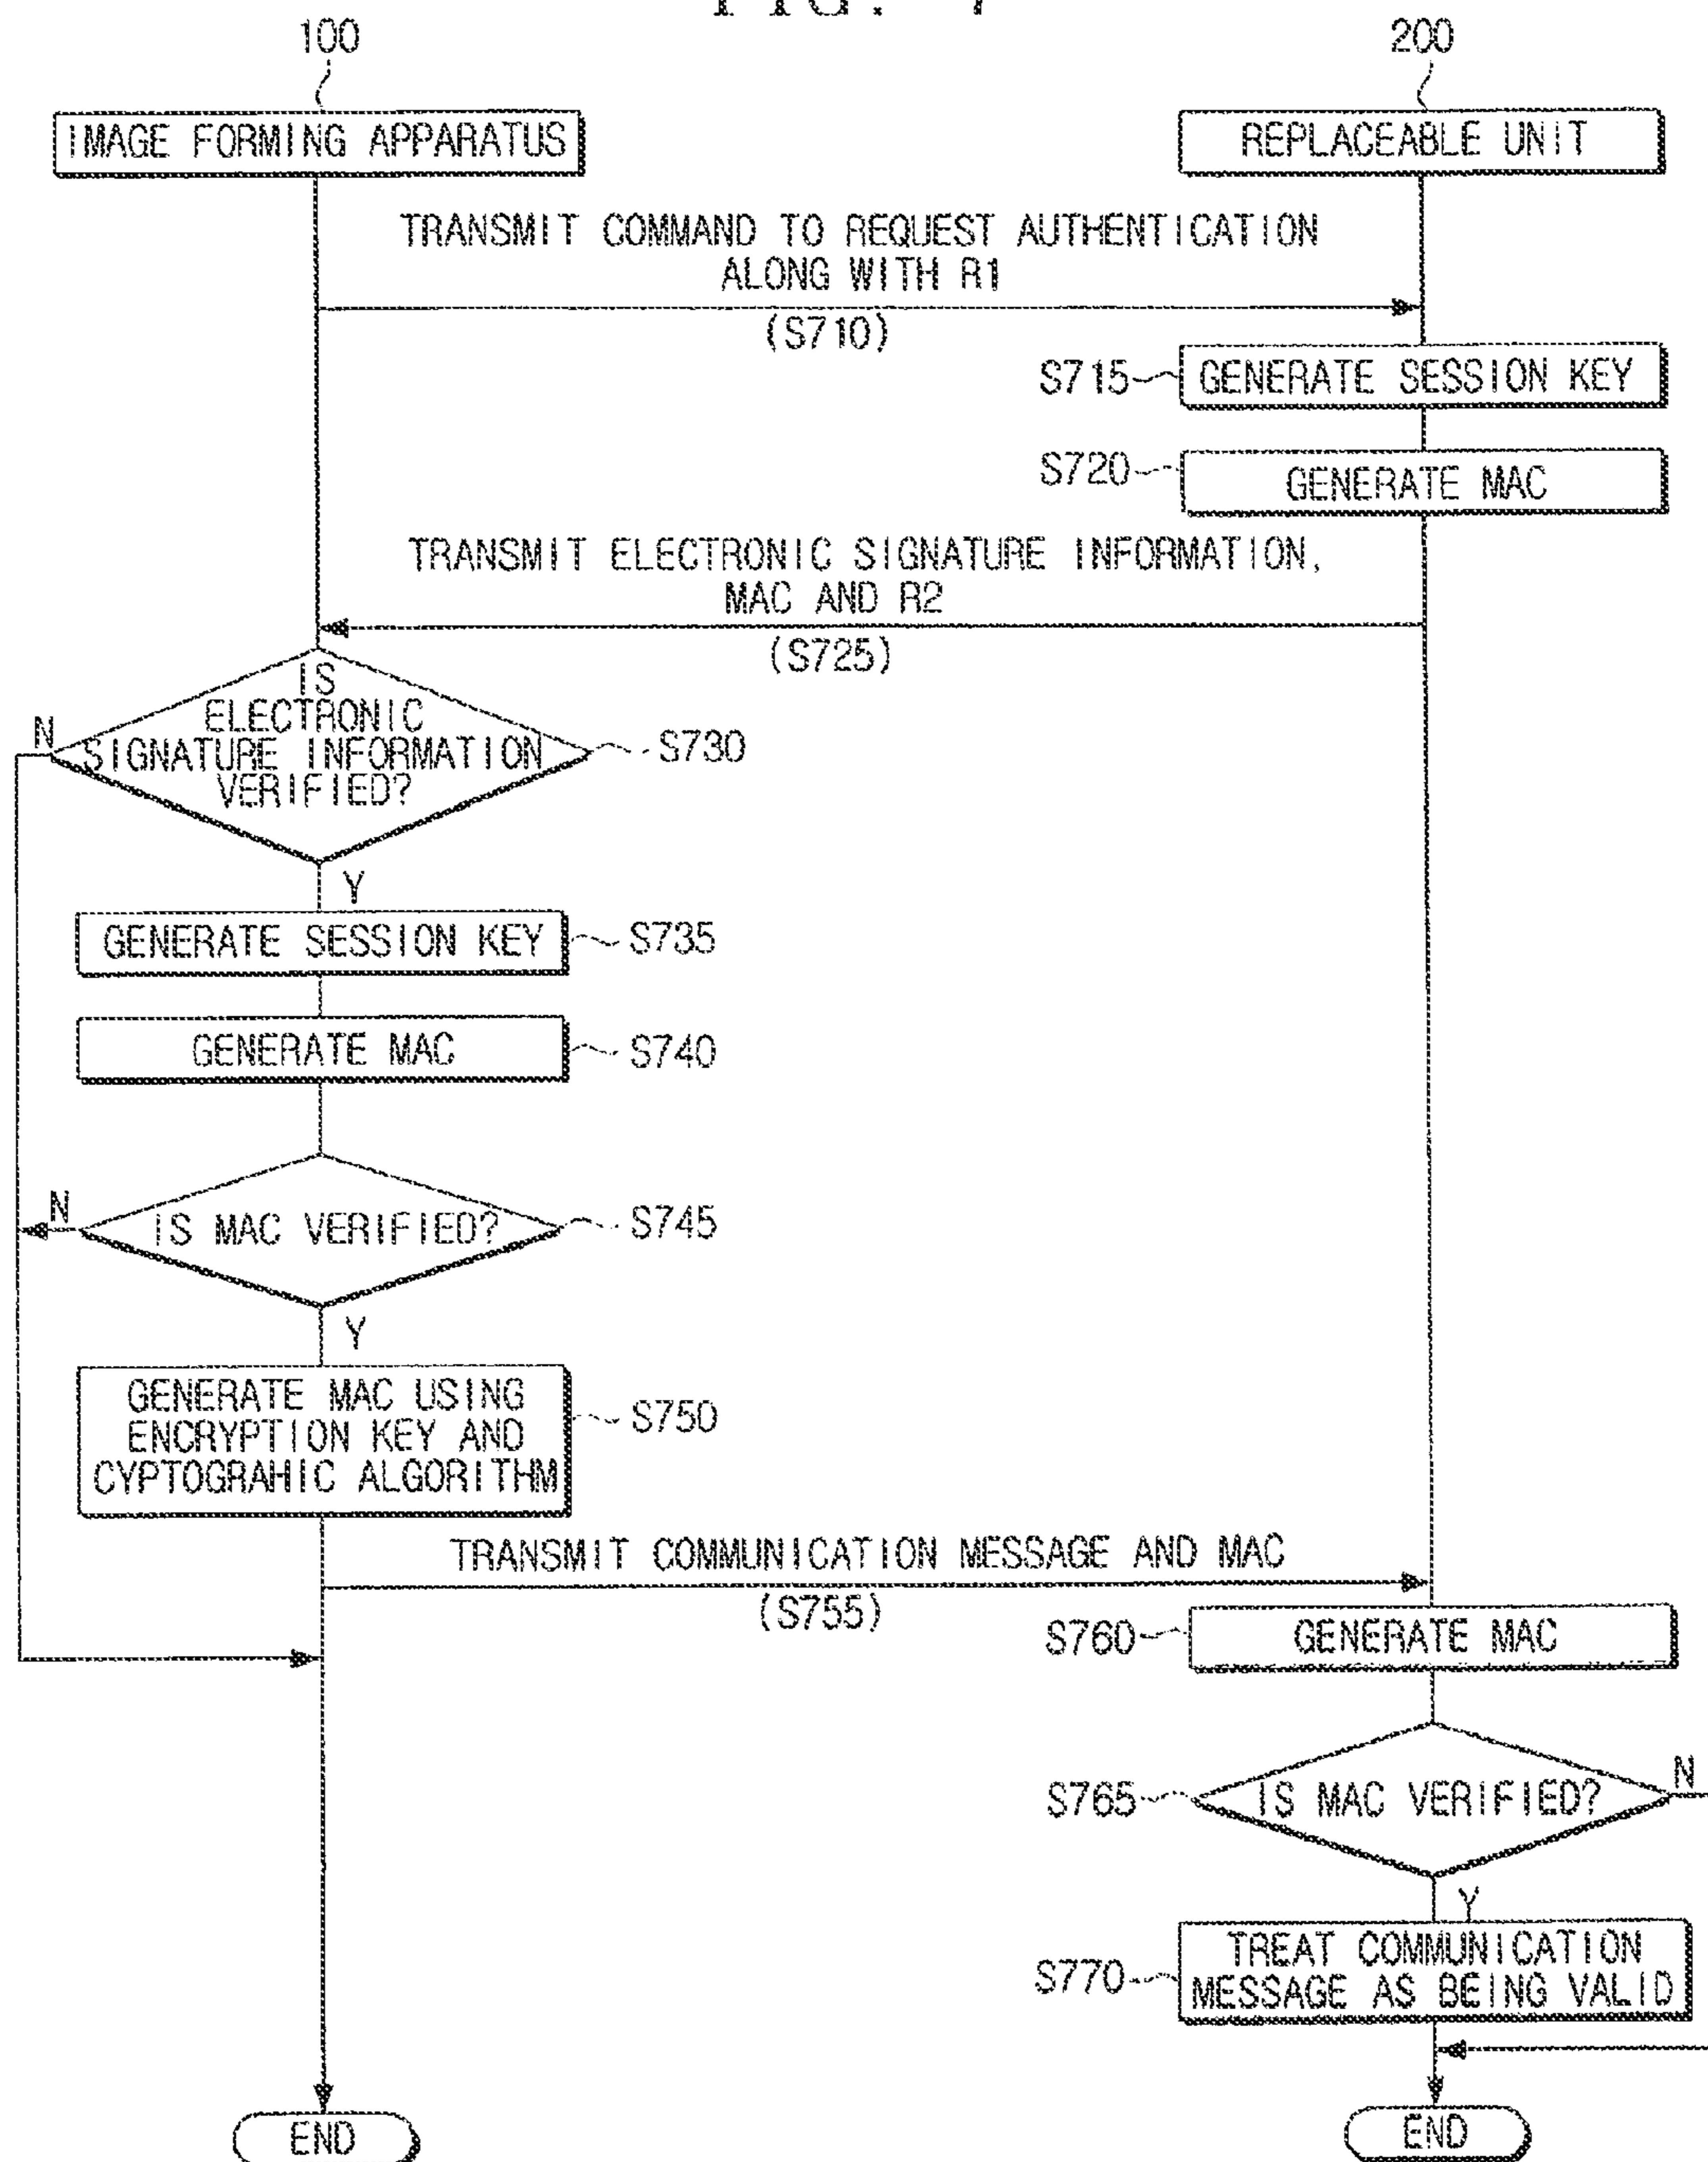 FIG. 7
100
200
IMAGE FORMING APPARATUS
REPLACEABLE UNIT
TRANSMIT COMMAND TO REQUEST AUTHENTICATION
ALONG WITH R1
(S710)
S715
GENERATE SESSION KEY
S720
GENERATE MAC
TRANSMIT ELECTRONIC SIGNATURE INFORMATION,
MAC AND R2
(S725)
IS
ELECTRONIC
SIGNATURE INFORMATION
VERIFIED?
N
S730
Y
GENERATE SESSION KEY
S735
GENERATE MAC
S740
N
IS MAC VERIFIED?
S745
Y
GENERATE MAC USING
ENCRYPTION KEY AND
CYPTOGRAHIC ALGORITHM
S750
TRANSMIT COMMUNICATION MESSAGE AND MAC
(S755)
S760
GENERATE MAC
S765
IS MAC VERIFIED?
N
Y
S770
TREAT COMMUNICATION
MESSAGE AS BEING VALID
END
END